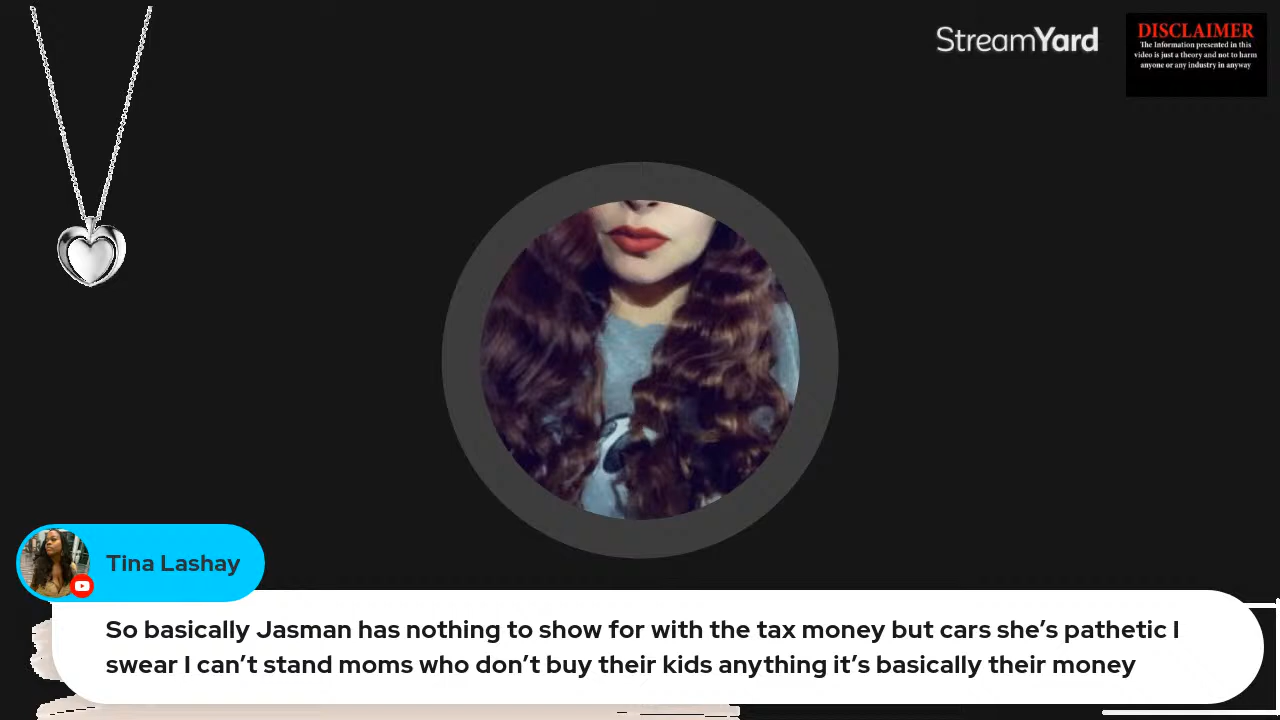 StreamYard
DISCLAIMER
The Information presented in this
video is just a theory and not to harm
anyone or any industry in anyway
Tina Lashay
So basically Jasman has nothing to show for with the tax money but cars she's pathetic I
swear I can't stand moms who don't buy their kids anything it's basically their money